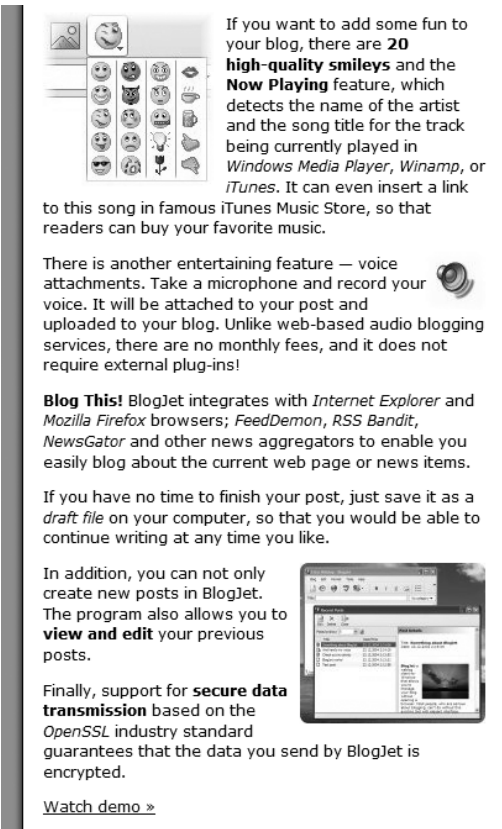 If you want to add some fun to
your blog, there are 20
high-quality smileys and the
Now Playing feature, which
detects the name of the artist
and the song title for the track
being currently played in
Windows Media Player, Winamp, or
iTunes. It can even insert a link
to this song in famous iTunes Music Store, so that
readers can buy your favorite music.
There is another entertaining feature — voice
attachments. Take a microphone and record your
voice. It will be attached to your post and
uploaded to your blog. Unlike web-based audio blogging
services, there are no monthly fees, and it does not
require external plug-ins!
Blog This! BlogJet integrates with Internet Explorer and
Mozilla Firefox browsers; FeedDemon, RSS Bandit,
NewsGator and other news aggregators to enable you
easily blog about the current web page or news items.
If you have no time to finish your post, just save it as a
draft file on your computer, so that you would be able to
continue writing at any time you like.
In addition, you can not only
create new posts in BlogJet.
The program also allows you to
view and edit your previous
posts.
Finally, support for secure data
transmission based on the
OpenSSL industry standard
guarantees that the data you send by BlogJet is
encrypted.
Watch demo »